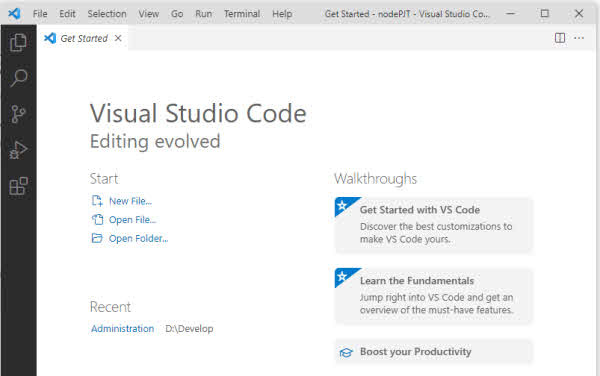 File Edit Selection View Go Run Terminal Help Get Started - nodePJT - Visual Studio Co...
Get Started
Visual Studio Code
Editing evolved
Start
New File...
Open File...
Open Folder...
Recent
Administration D:\Develop
Walkthroughs
Get Started with VS Code
Discover the best customizations to
make VS Code yours.
Learn the Fundamentals
Jump right into VS Code and get an
overview of the must-have features.
Boost your Productivity